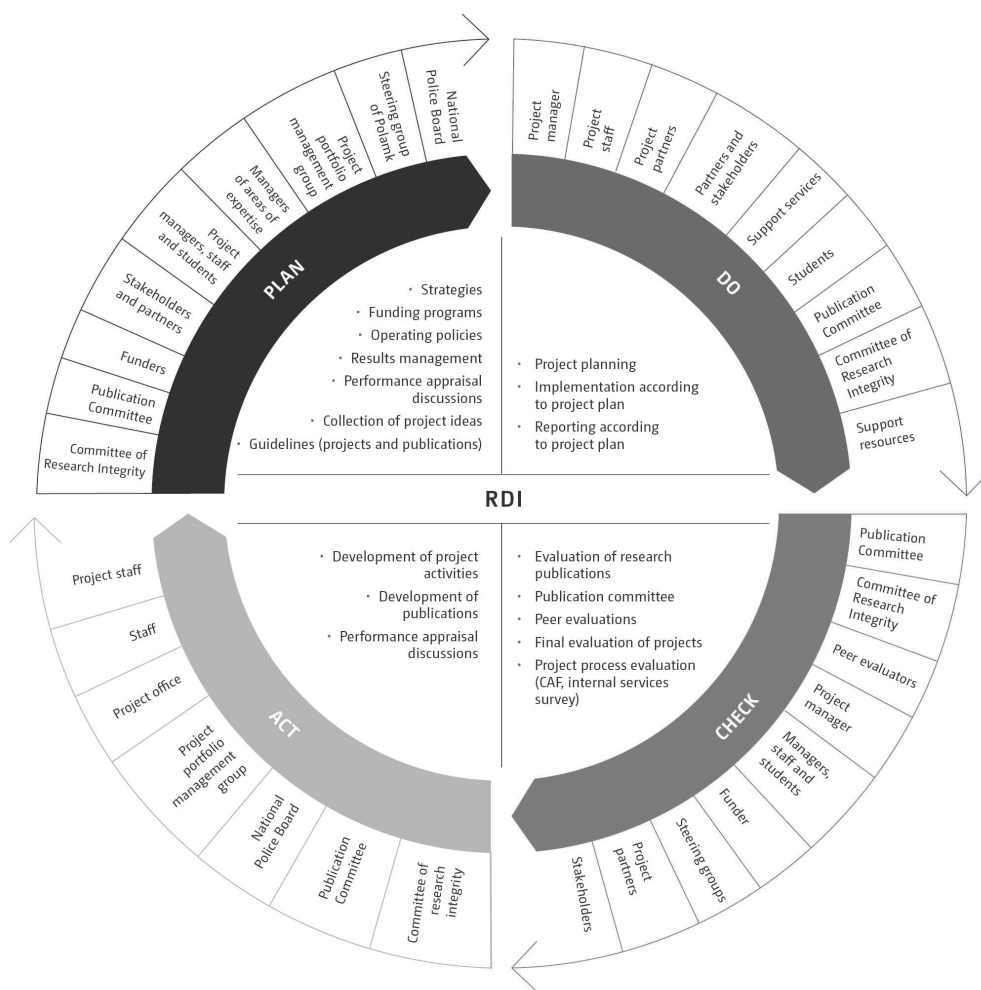 Committee of
Research Integrity
Publication
Committee
Funders
Stakeholders
and partners
Project
managers, staff
and students
Managers
of areas of
expertise
Project
portfolio
management
group
Steering group
of Polamk
National
Police Board
PLAN
· Strategies
· Funding programs
· Operating policies
· Results management
· Performance appraisal
discussions
· Collection of project ideas
· Guidelines (projects and publications)
Project
manager
Project
staff
Project
partners
Partners and
stakeholders
Support services
Students
Publication
Committee
Committee of
Research
Integrity
Support
resources
DO
· Project planning
· Implementation according
to project plan
· Reporting according
to project plan
RDI
Publication
Committee
Committee of
Research
Integrity
Peer evaluators
Project
manager
Managers,
staff and
students
Funder
Steering groups
Project
partners
Stakeholders
CHECK
· Evaluation of research
publications
· Publication committee
· Peer evaluations
· Final evaluation of projects
· Project process evaluation
(CAF, internal services
survey)
Committee of
research
integrity
Publication
Committee
National
Police Board
Project
portfolio
management
group
Project office
Staff
Project staff
ACT
· Development of project
activities
· Development of
publications
· Performance appraisal
discussions